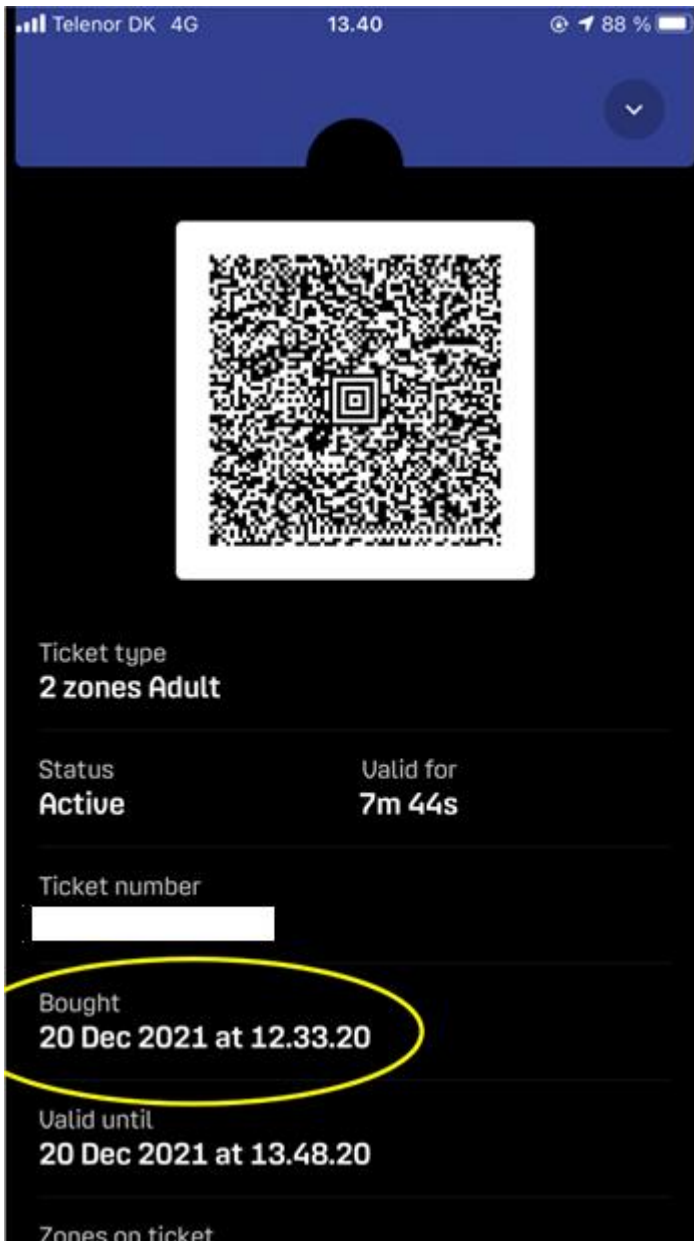 Telenor DK 4G 13.40 88 %
Ticket type
2 zones Adult
Status Valid for
Active 7m 44s
Ticket number
Bought
20 Dec 2021 at 12.33.20
Valid until
20 Dec 2021 at 13.48.20
Zones on ticket